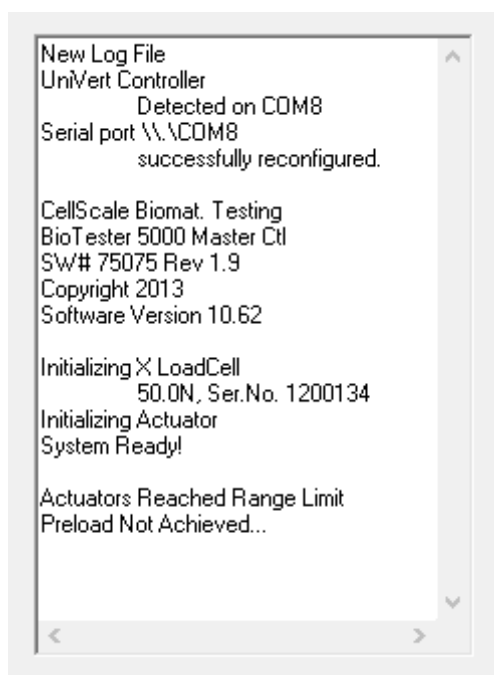 New Log File
UniVert Controller
Detected on COM8
Serial port \\.\COM8
successfully reconfigured.
CellScale Biomat. Testing
BioTester 5000 Master Ctl
SW# 75075 Rev 1.9
Copyright 2013
Software Version 10.62
Initializing X LoadCell
50.0N, Ser.No. 1200134
Initializing Actuator
System Ready!
Actuators Reached Range Limit
Preload Not Achieved...